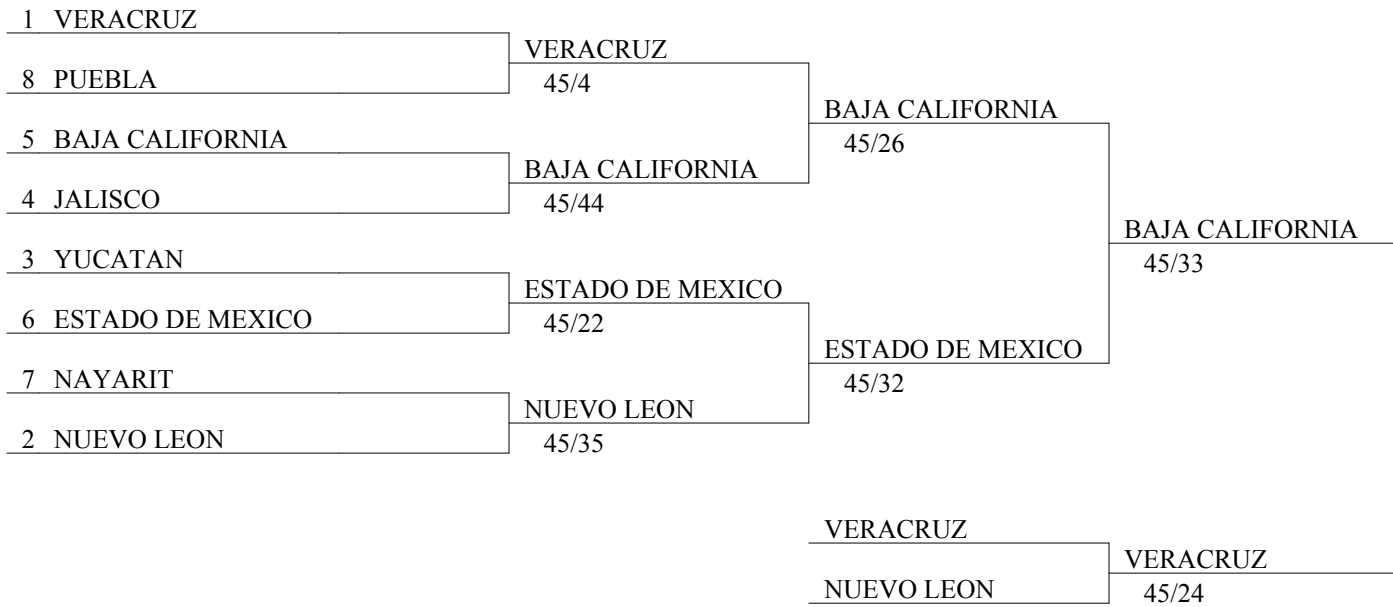 1 VERACRUZ
VERACRUZ
8 PUEBLA
45/4
BAJA CALIFORNIA
5 BAJA CALIFORNIA
45/26
BAJA CALIFORNIA
4 JALISCO
45/44
BAJA CALIFORNIA
3 YUCATAN
45/33
ESTADO DE MEXICO
6 ESTADO DE MEXICO
45/22
ESTADO DE MEXICO
7 NAYARIT
45/32
NUEVO LEON
2 NUEVO LEON
45/35
VERACRUZ
VERACRUZ
NUEVO LEON
45/24